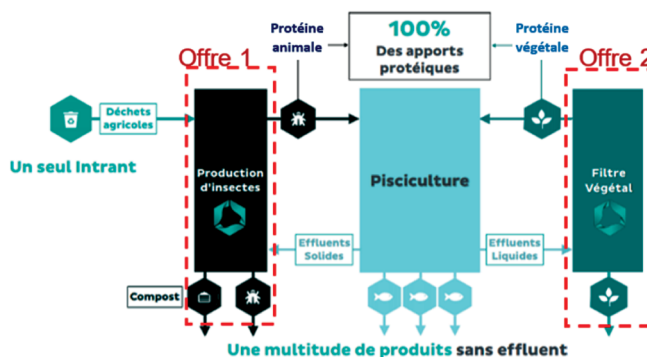 Protéine
animale
100%
Des apports
protéiques
Protéine
végétale
Offre 1
Offre 2
Déchets
agricoles
Un seul Intrant
Production
d'insectes
Pisciculture
Filtre
Végétal
Effluents
Solides
Effluents
Liquides
Compost
Une multitude de produits sans effluent